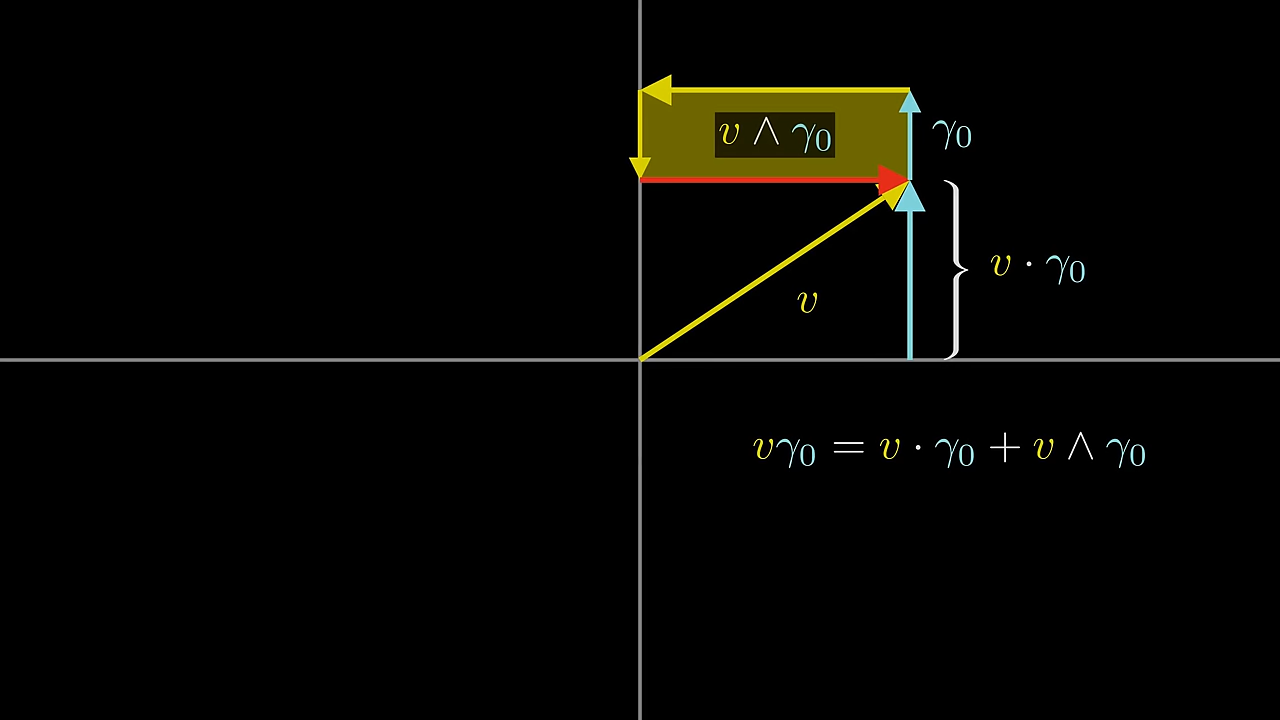 v ∧ γ₀
γ₀
v · γ₀
v
vγ₀ = v · γ₀ + v ∧ γ₀